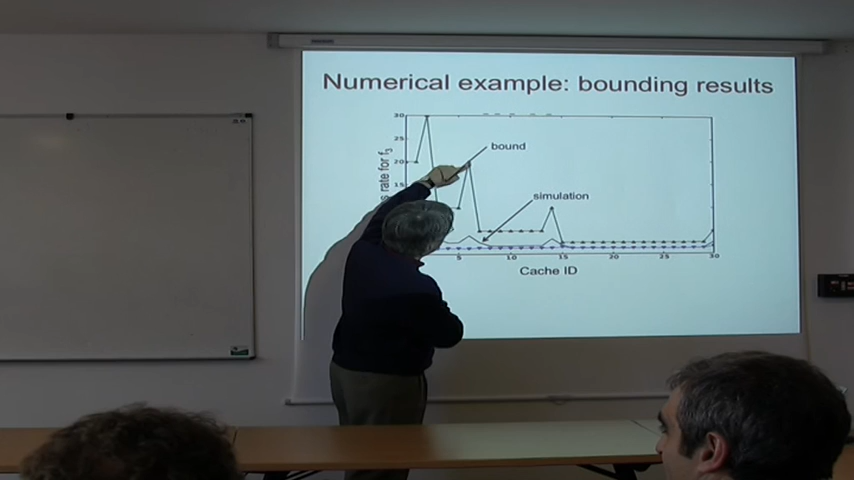 Numerical example: bounding results
30
25
20
15
s rate for f3
bound
simulation
5
10
15
20
25
30
Cache ID